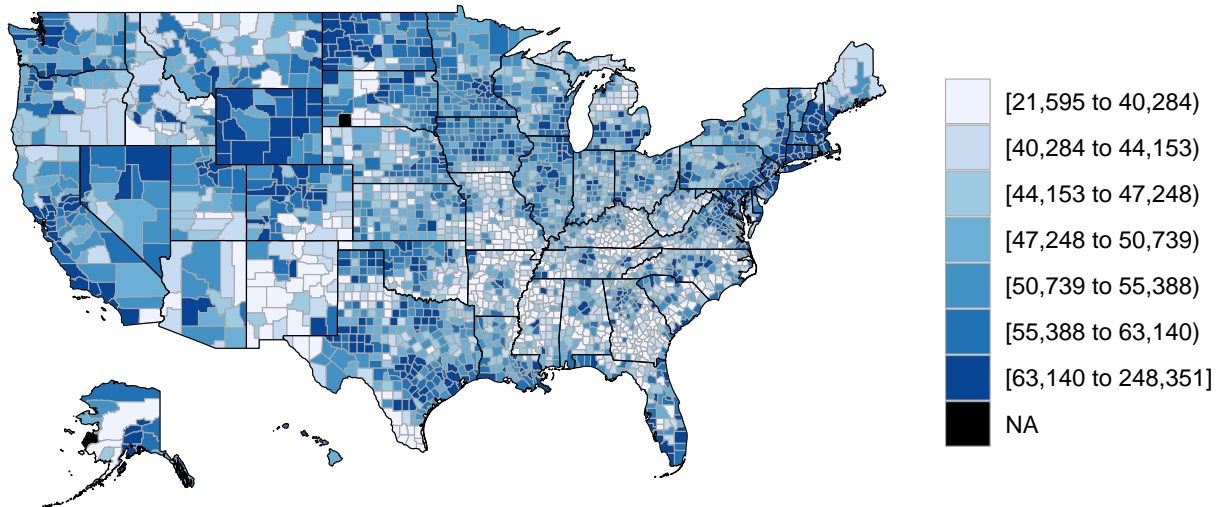 [21,595 to 40,284)
[40,284 to 44,153)
[44,153 to 47,248)
[47,248 to 50,739)
[50,739 to 55,388)
[55,388 to 63,140)
[63,140 to 248,351]
NA